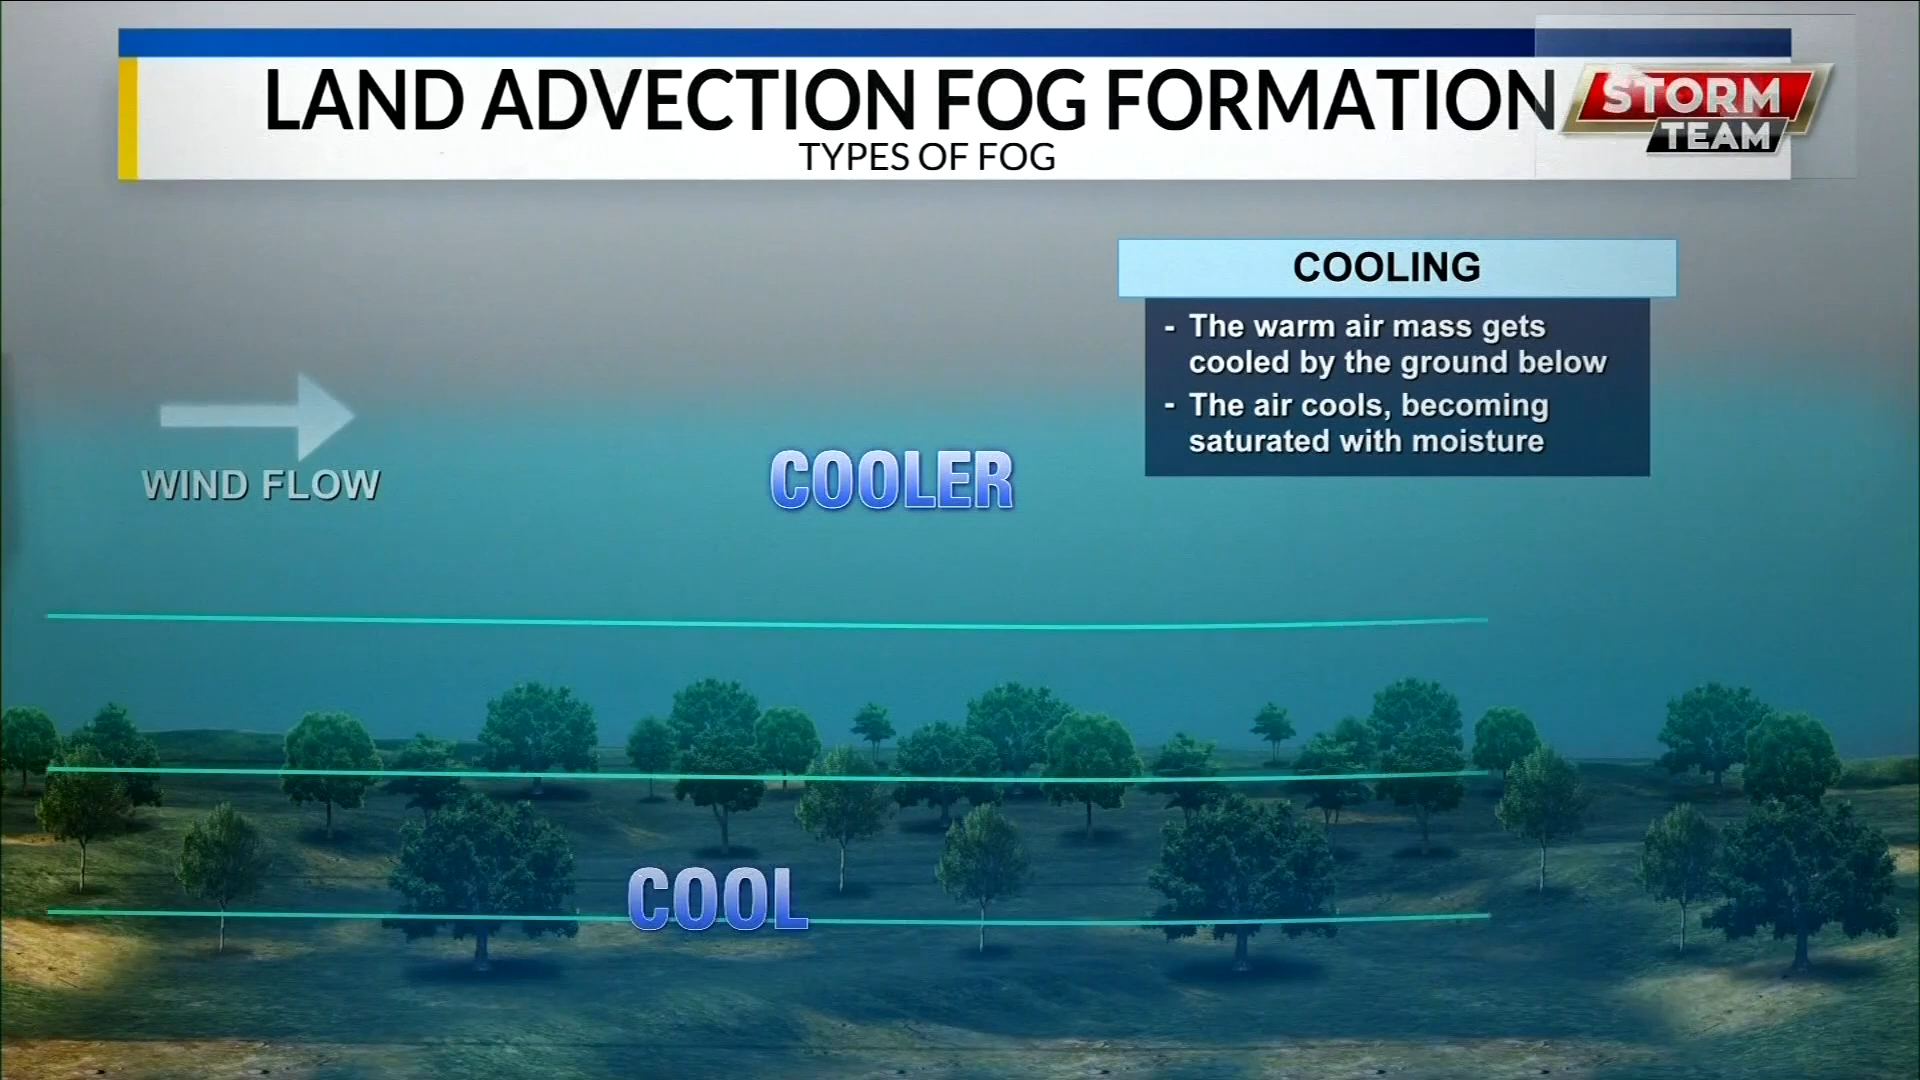 LAND ADVECTION FOG FORMATION
TYPES OF FOG
STORM
TEAM
COOLING
- The warm air mass gets
cooled by the ground below
- The air cools, becoming
saturated with moisture
WIND FLOW
COOLER
COOL